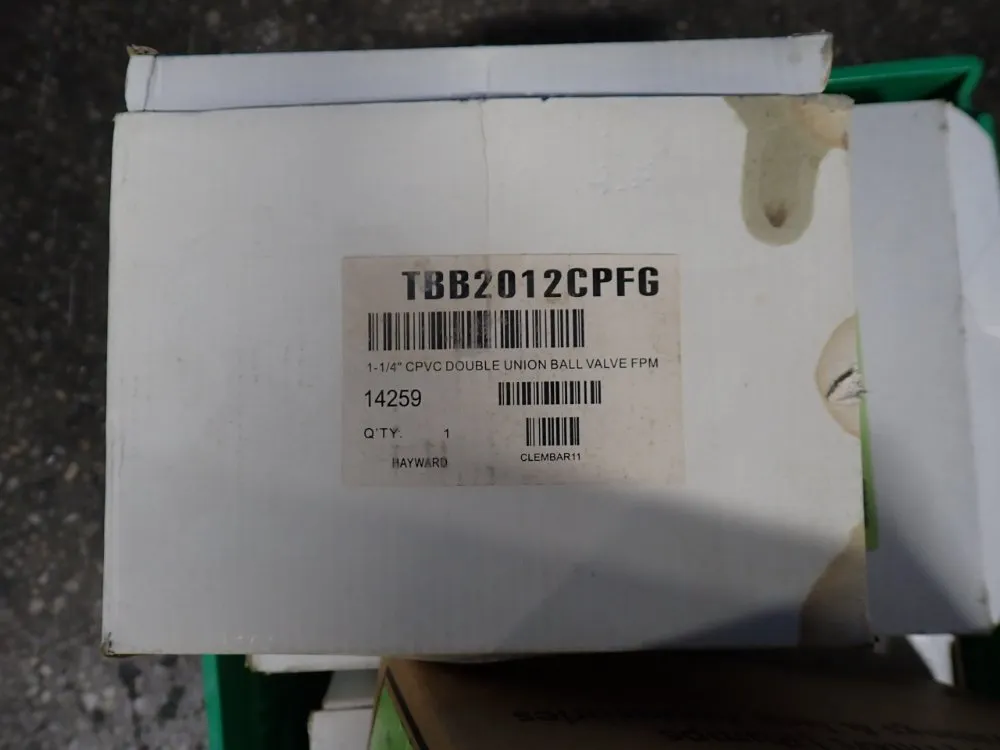 TBB2012CPFG
1-1/4" CPVC DOUBLE UNION BALL VALVE FPM
14259
Q'TY: 1
HAYWARD CLEMBAR11